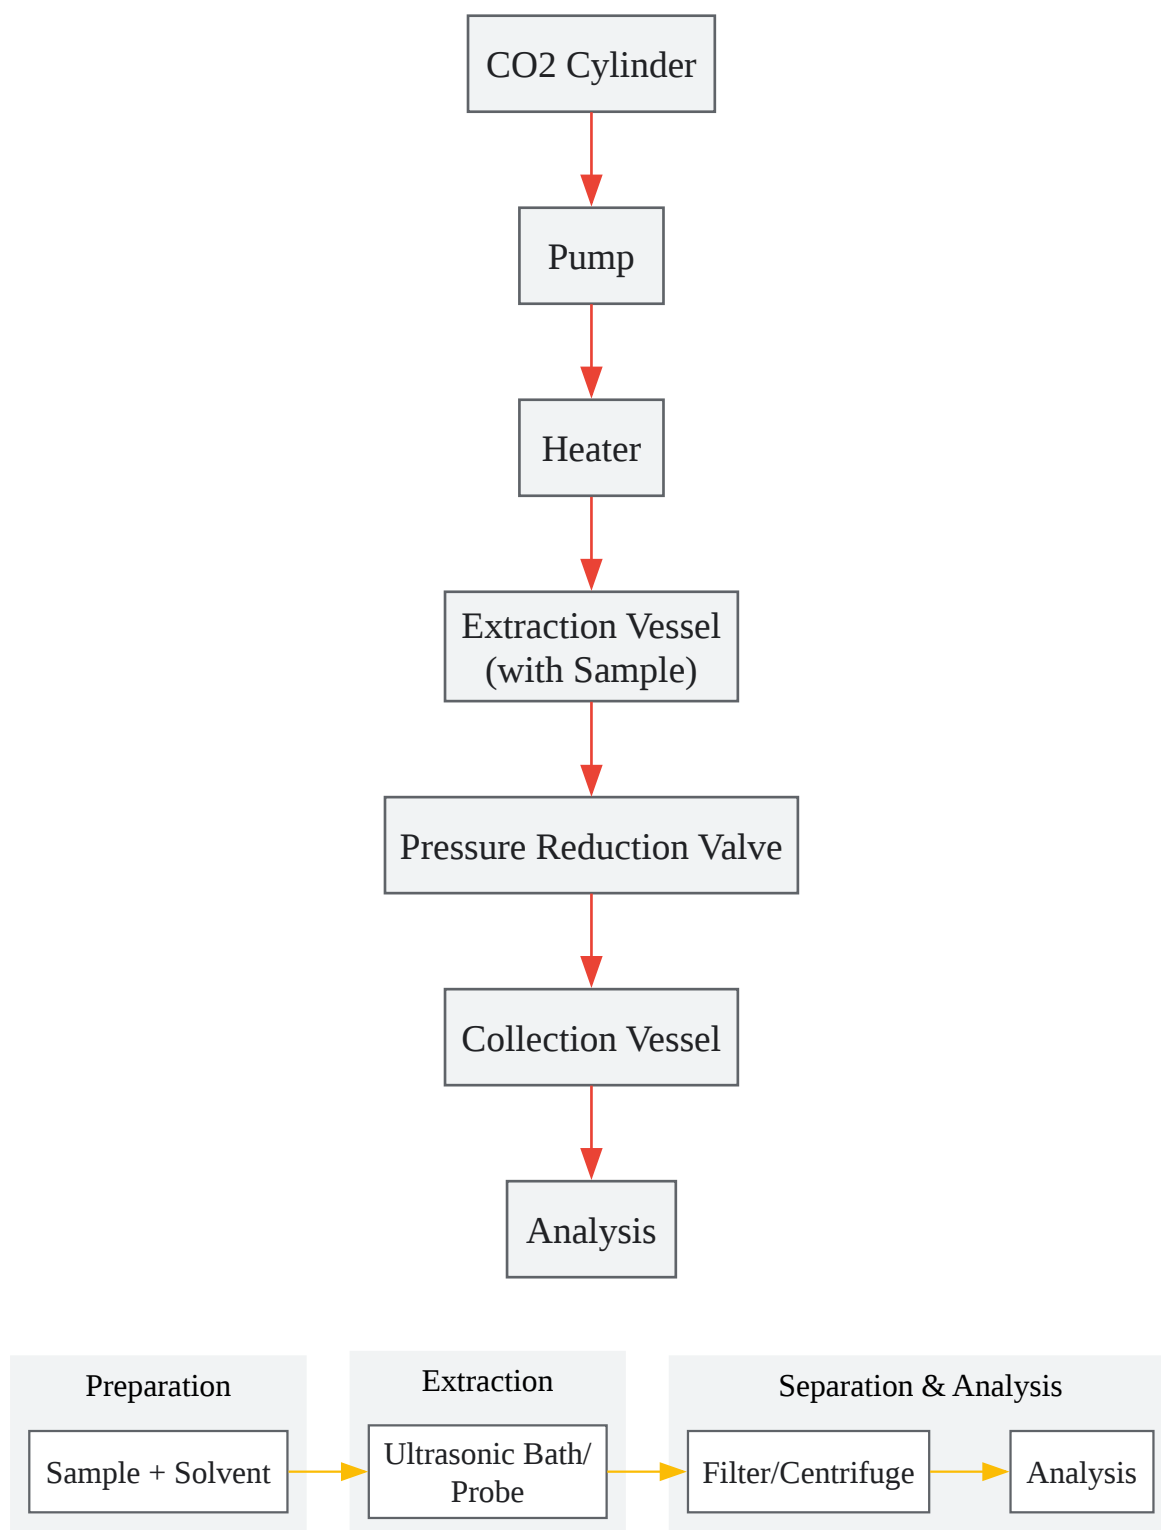 CO2 Cylinder
Pump
Heater
Extraction Vessel
(with Sample)
Pressure Reduction Valve
Collection Vessel
Analysis
Preparation
Sample + Solvent
Extraction
Ultrasonic Bath/
Probe
Separation & Analysis
Filter/Centrifuge
Analysis